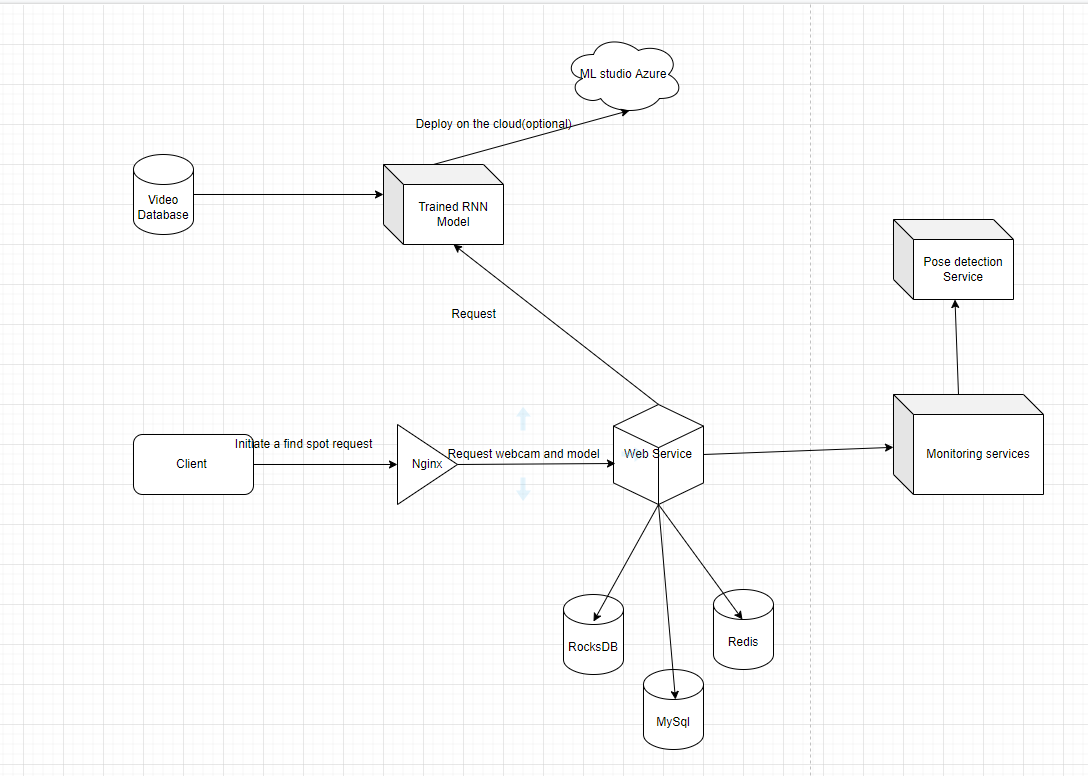 ML studio Azure
Deploy on the cloud(optional)
Video
Database
Trained RNN
Model
Pose detection
Service
Request
Initiate a find spot request
Client
Nginx
Request webcam and model
Web Service
Monitoring services
RocksDB
Redis
MySql